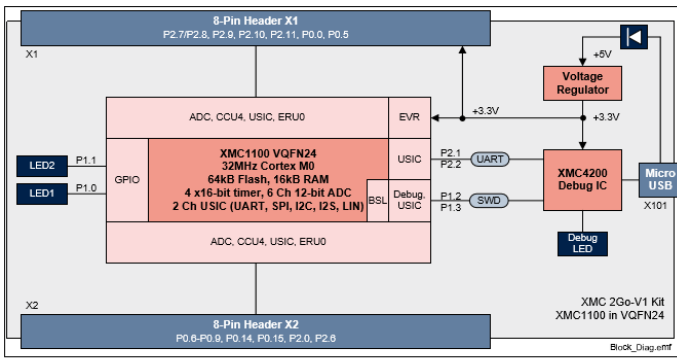 8-Pin Header X1
P2.7/P2.8, P2.9, P2.10, P2.11, P0.0, P0.5
X1
+5V
Voltage
Regulator
ADC, CCU4, USIC, ERU0
EVR
+3.3V
+3.3V
LED2
P1.1
LED1
P1.0
GPIO
XMC1100 VQFN24
32MHz Cortex M0
64kB Flash, 16kB RAM
4 x16-bit timer, 6 Ch 12-bit ADC
2 Ch USIC (UART, SPI, I2C, I2S, LIN)
BSL
USIC
Debug,
USIC
P2.1
P2.2
UART
P1.2
P1.3
SWD
XMC4200
Debug IC
Micro
USB
X101
Debug
LED
ADC, CCU4, USIC, ERU0
X2
8-Pin Header X2
P0.6-P0.9, P0.14, P0.15, P2.0, P2.6
XMC 2Go-V1 Kit
XMC1100 in VQFN24
Block_Diag.emf